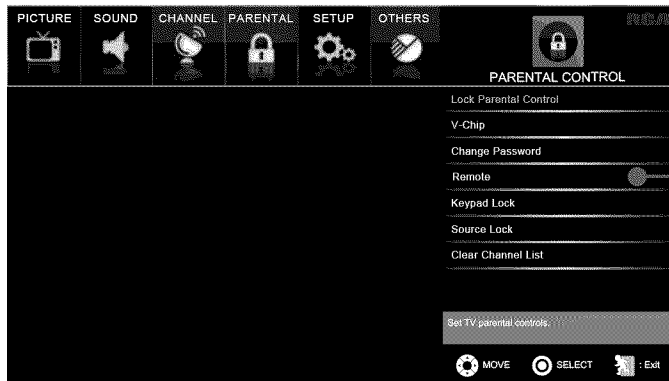 PICTURE SOUND CHANNEL PARENTAL SETUP OTHERS
RCA
PARENTAL CONTROL
Lock Parental Control
V-Chip
Change Password
Remote
Keypad Lock
Source Lock
Clear Channel List
Set TV parental controls.
MOVE SELECT : Exit